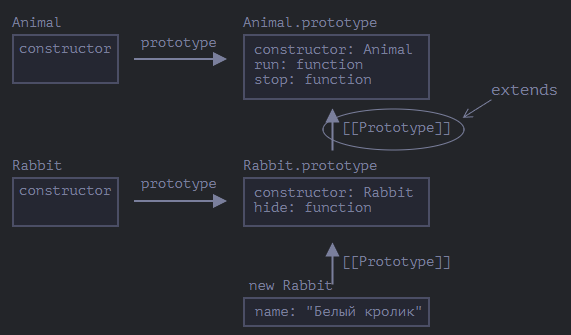 Animal
Animal.prototype
constructor
prototype
constructor: Animal
run: function
stop: function
extends
[[Prototype]]
Rabbit
Rabbit.prototype
constructor
prototype
constructor: Rabbit
hide: function
[[Prototype]]
new Rabbit
name: "Белый кролик"